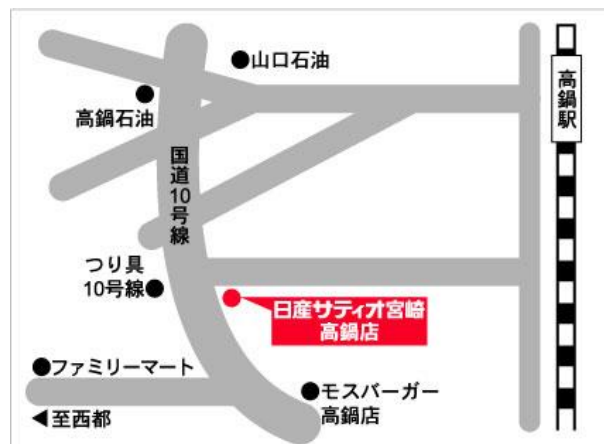 山口石油
高鍋石油
高鍋駅
国道10号線
つり具
10号線
日産サティオ宮崎
高鍋店
ファミリーマート
モスバーガー
高鍋店
◀至西都